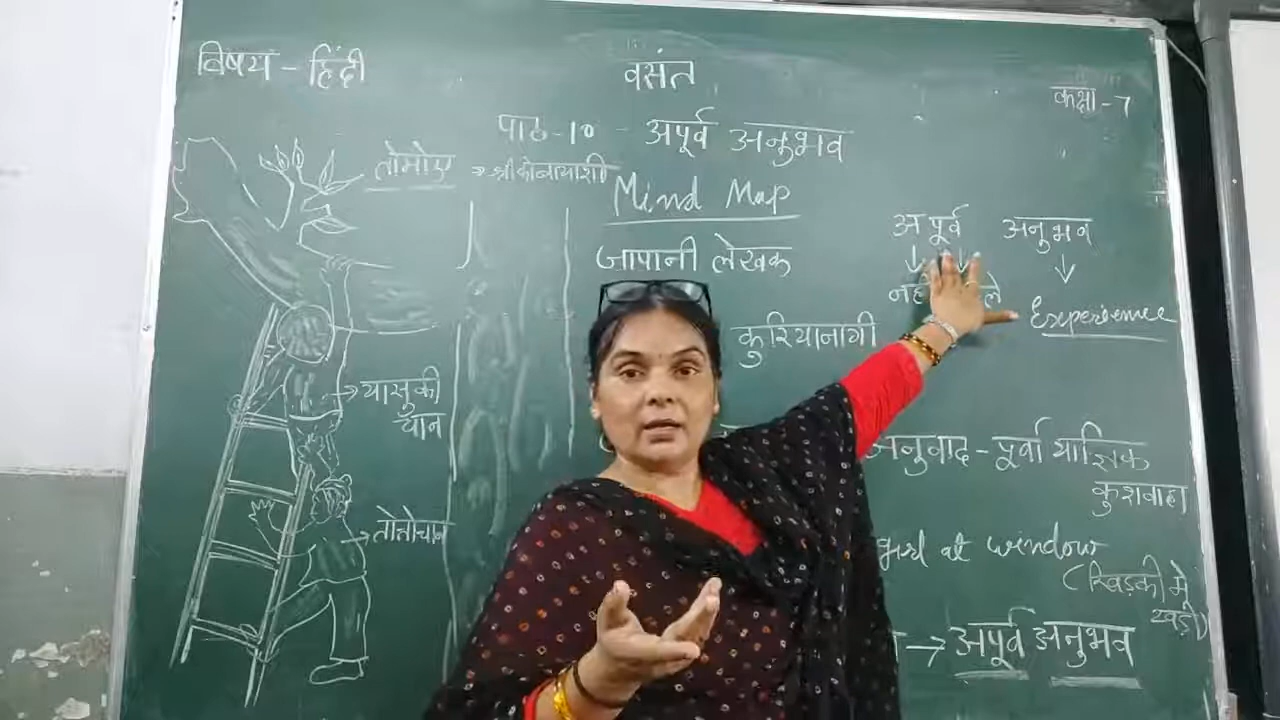 विषय - हिंदी
वसंत
कक्षा - 7
पाठ - 10 - अपूर्व अनुभव
तोमोए → श्री कोबायाशी
Mind Map
अपूर्व अनुभव
जापानी लेखक
Experience
कुरियानागी
यासुकी
चान
अनुवाद - पूर्वा याज्ञिक
कुशवाहा
तोत्तोचान
girl at window
(खिड़की मे
खड़ी)
→ अपूर्व अनुभव